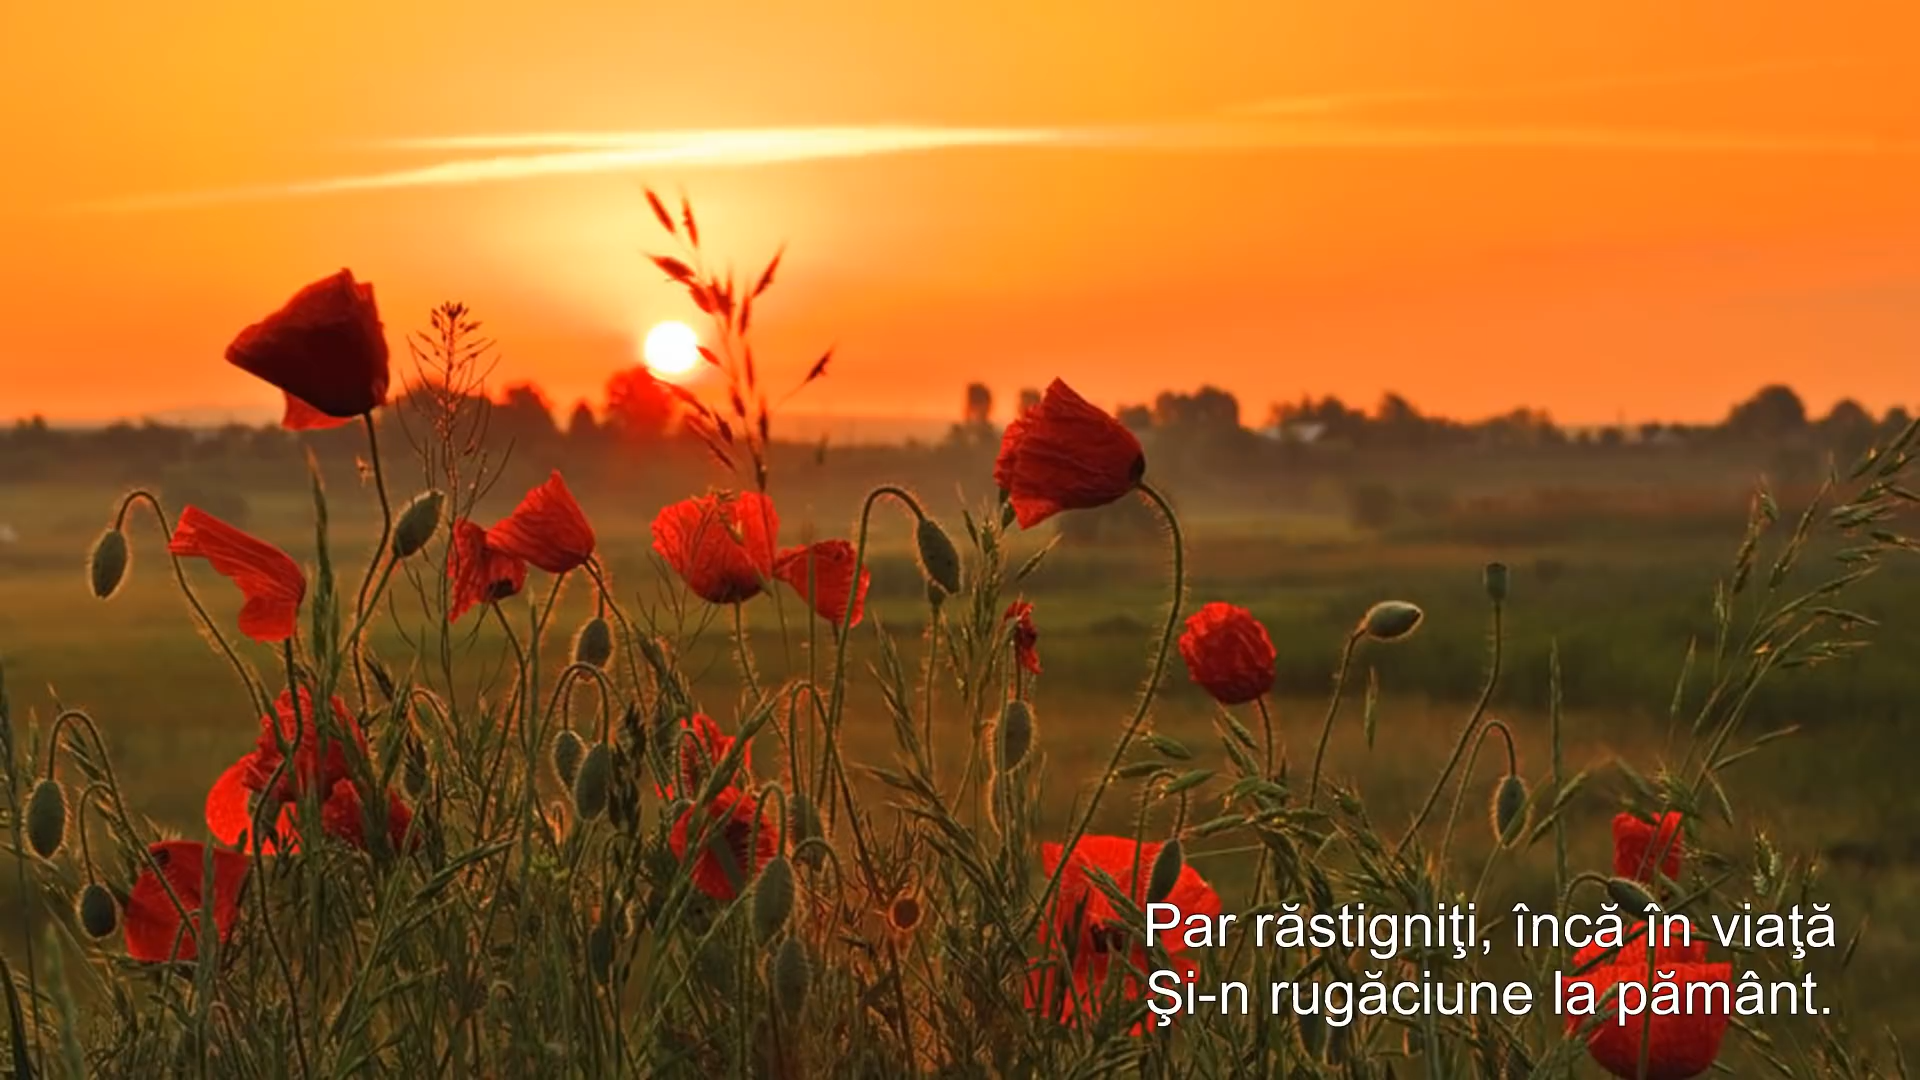 Par răstigniţi, încă în viaţă
Şi-n rugăciune la pământ.